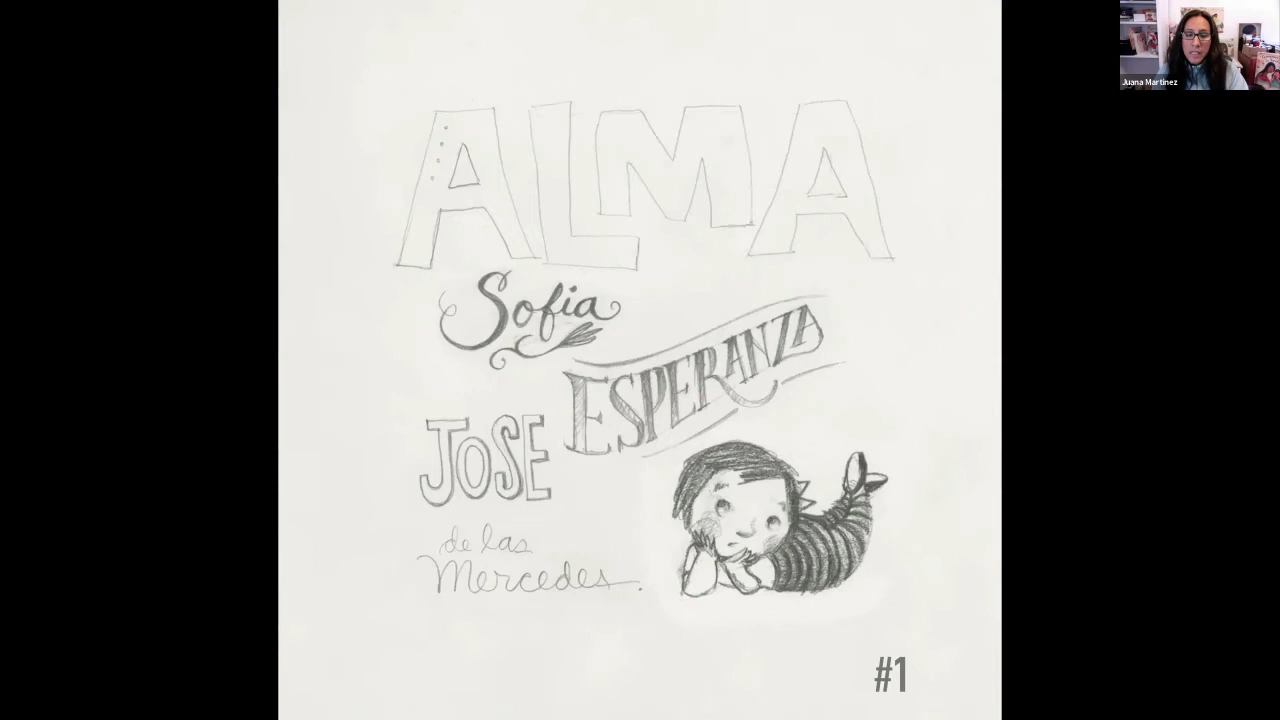 Juana Martinez
ALMA
Sofia
ESPERANZA
JOSE
de las
Mercedes.
#1